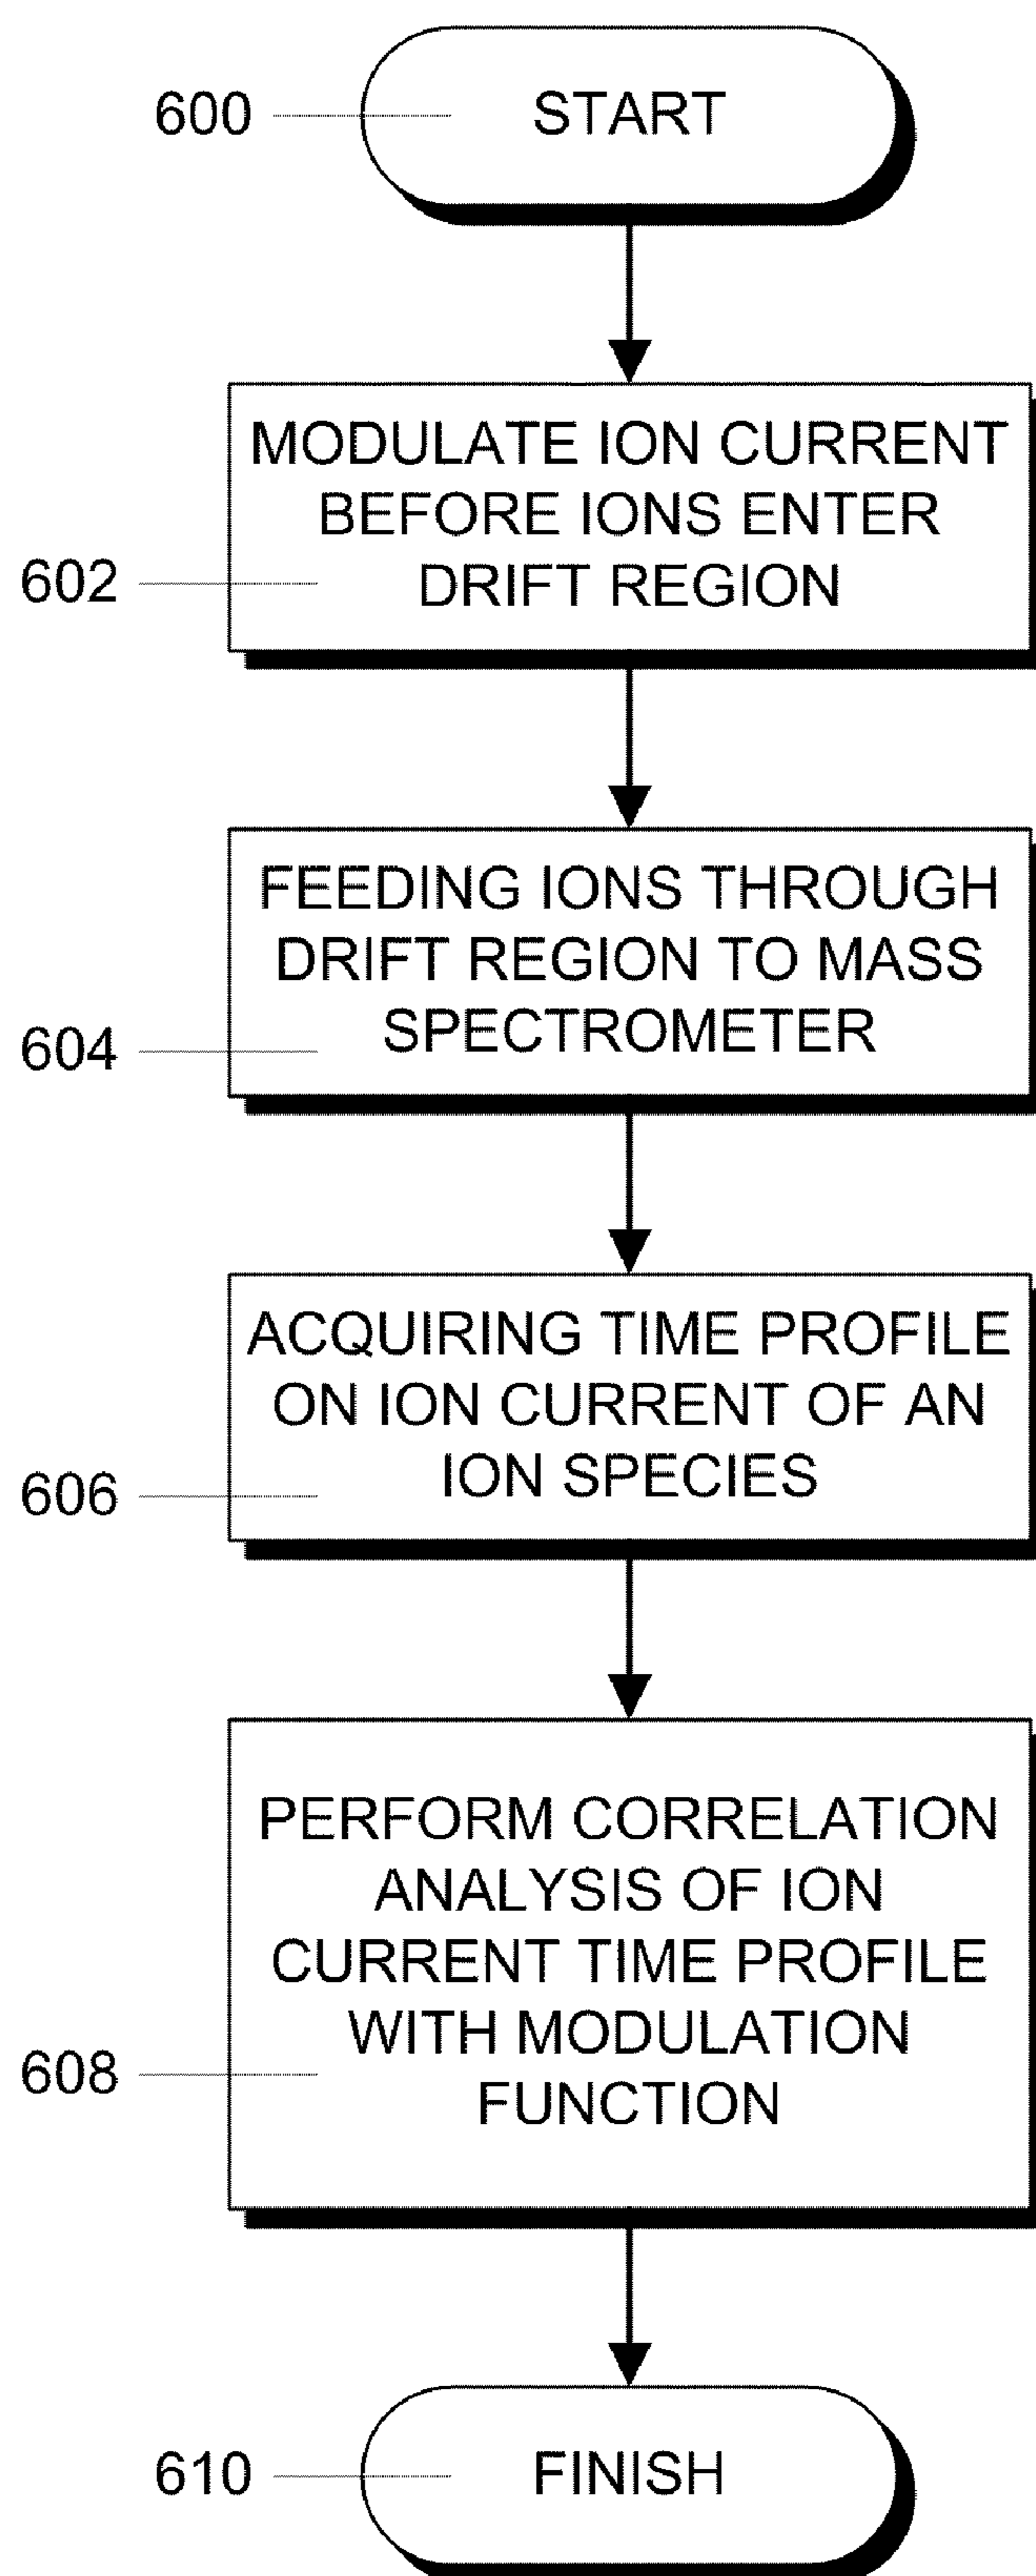 600
START
MODULATE ION CURRENT
BEFORE IONS ENTER
DRIFT REGION
602
FEEDING IONS THROUGH
DRIFT REGION TO MASS
SPECTROMETER
604
ACQUIRING TIME PROFILE
ON ION CURRENT OF AN
ION SPECIES
606
PERFORM CORRELATION
ANALYSIS OF ION
CURRENT TIME PROFILE
WITH MODULATION
FUNCTION
608
610
FINISH